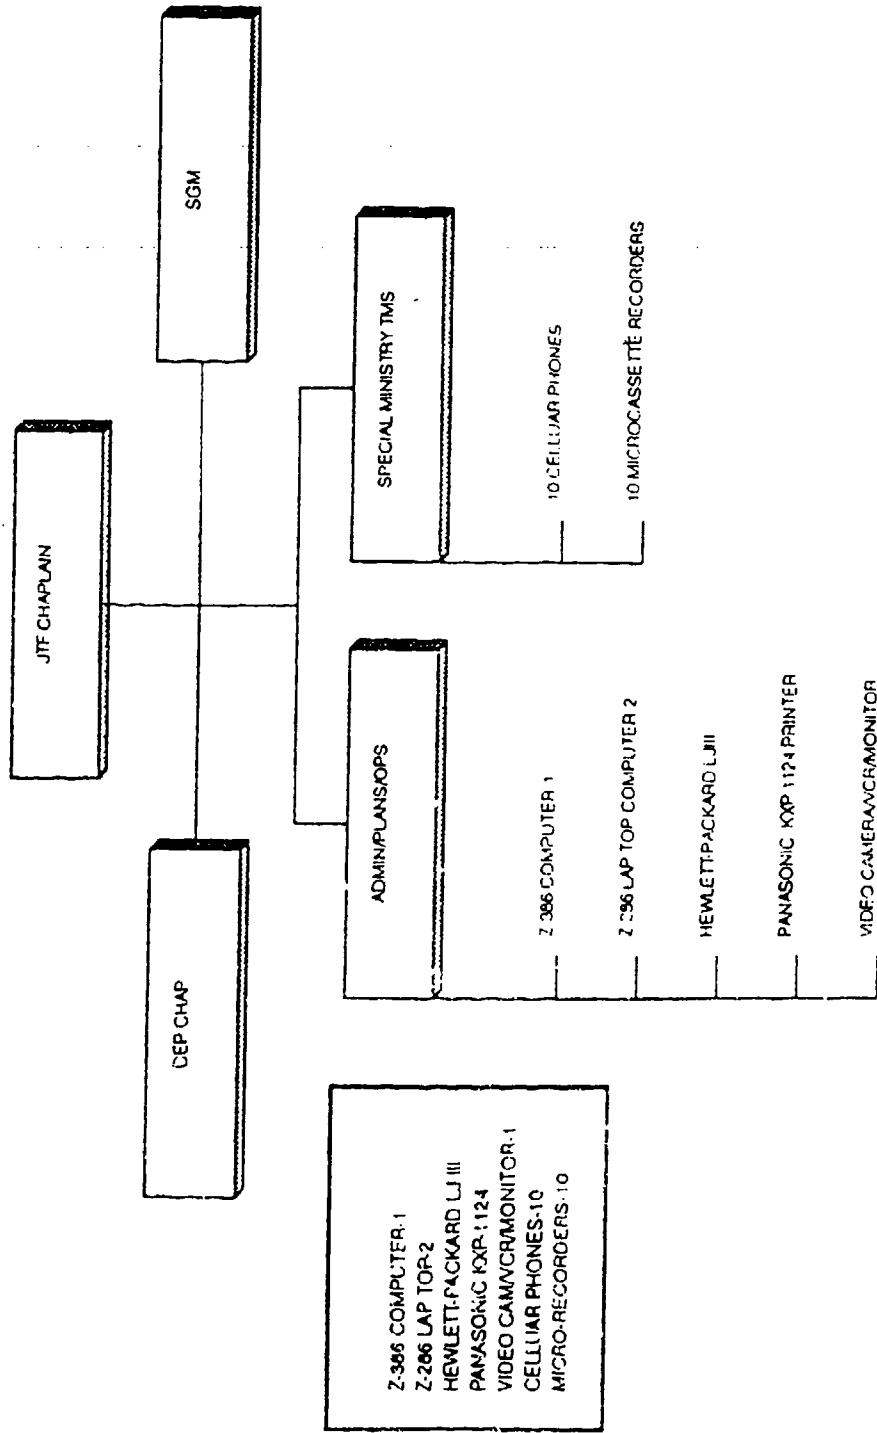 JTF CHAPLAIN
DEP CHAP
SGM
ADMIN/PLANS/OPS
SPECIAL MINISTRY TMS
Z-386 COMPUTER 1
Z-286 LAP TOP COMPUTER 2
HEWLETT-PACKARD LJIII
PANASONIC KXP 1124 PRINTER
VIDEO CAMERA/VCR/MONITOR
10 CELLUAR PHONES
10 MICROCASSETTE RECORDERS
Z-386 COMPUTER-1
Z-286 LAP TOP-2
HEWLETT-PACKARD LJ III
PANASONIC KXP-1124
VIDEO CAM/VCR/MONITOR-1
CELLUAR PHONES-10
MICRO-RECORDERS-10